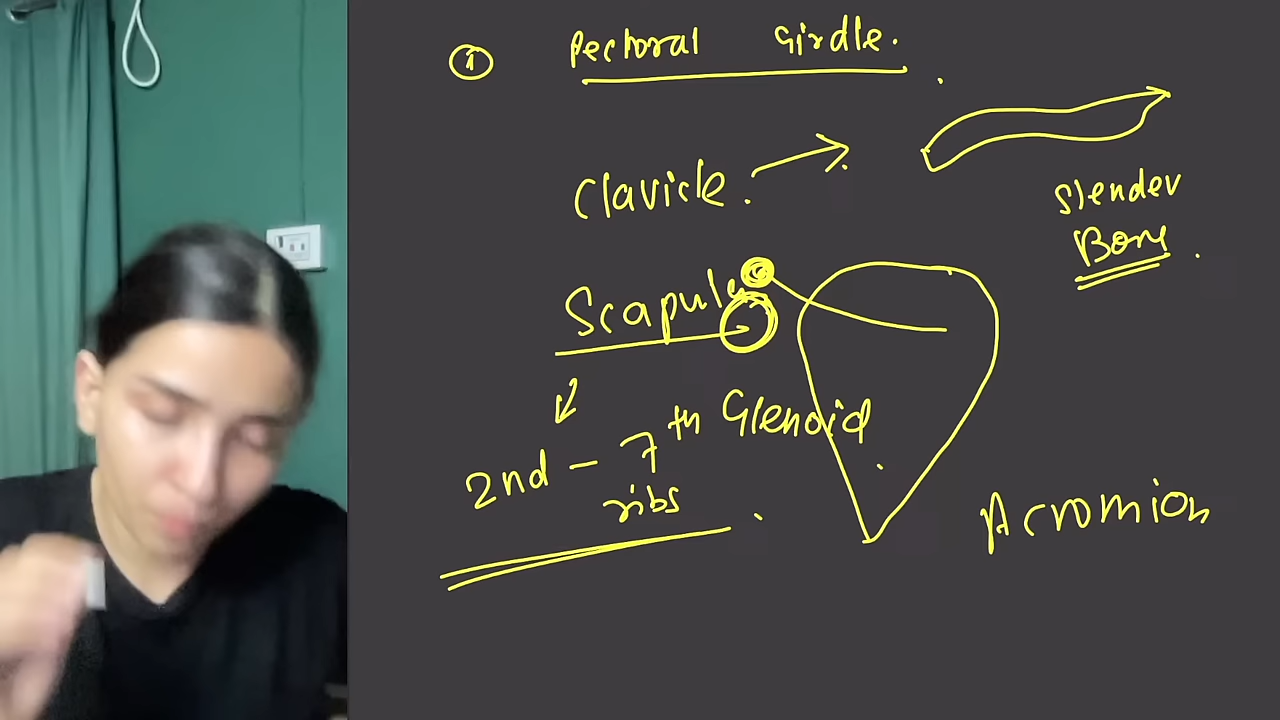 1 Pectoral Girdle.
Clavicle.
Slender
Bone
Scapula
2nd - 7th
ribs
Glenoid
Acromion